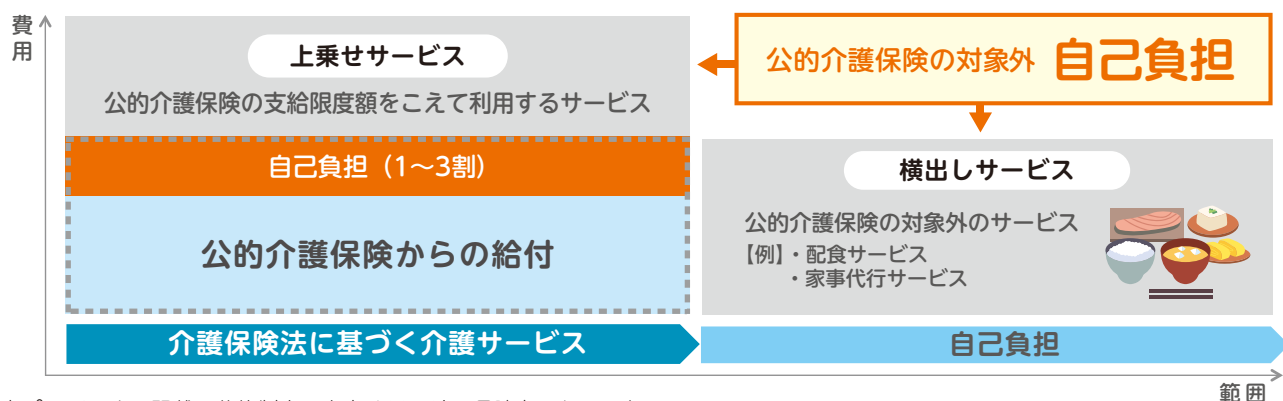 費用
上乗せサービス
公的介護保険の支給限度額をこえて利用するサービス
公的介護保険の対象外 自己負担
自己負担（1〜3割）
公的介護保険からの給付
横出しサービス
公的介護保険の対象外のサービス
【例】・配食サービス
・家事代行サービス
介護保険法に基づく介護サービス
自己負担
範囲